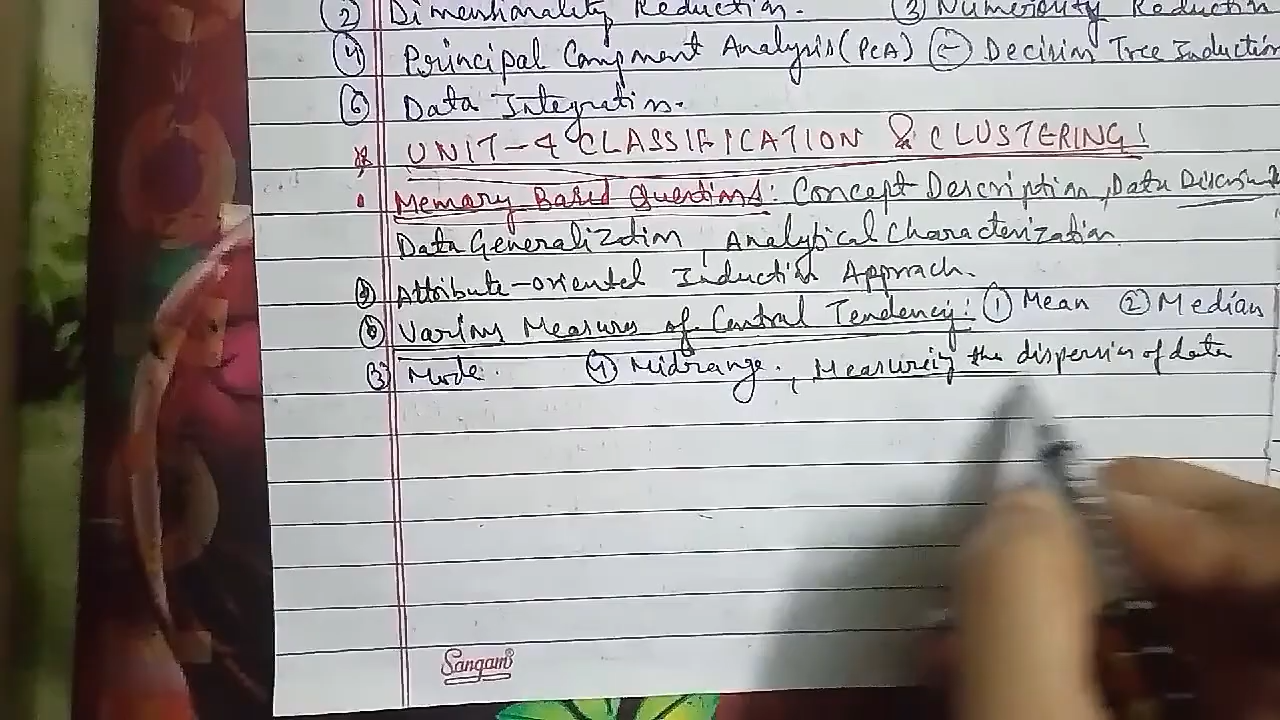 ② Dimensionality Reduction. ③ Numerosity Reduction
④ Principal Component Analysis (PCA) ⑤ Decision Tree Induction
⑥ Data Integration.
* UNIT-4 CLASSIFICATION & CLUSTERING!
• Memory Based Questions: Concept Description, Data
Data Generalization, Analytical Characterization
ⓐ Attribute-oriented Induction Approach.
ⓑ Varins Measures of Central Tendency: ① Mean ② Median
③ Mode. ④ Midrange., Measureig the dispersion of data
Sangam